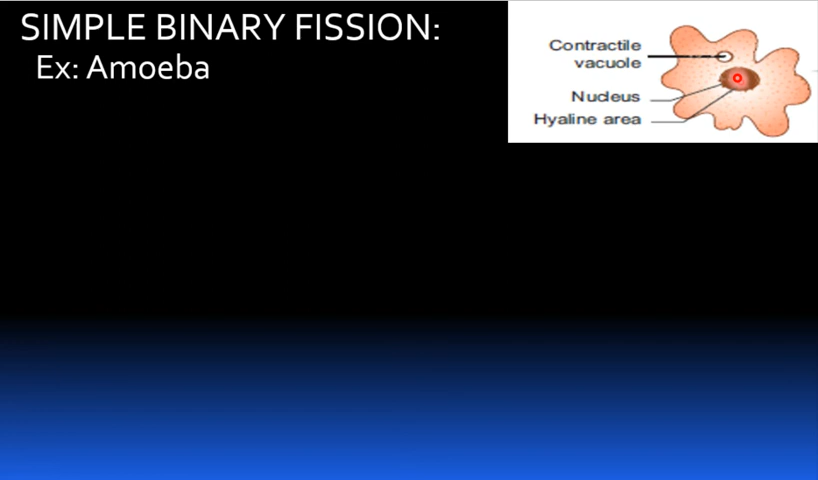 SIMPLE BINARY FISSION:
Ex: Amoeba
Contractile
vacuole
Nucleus
Hyaline area